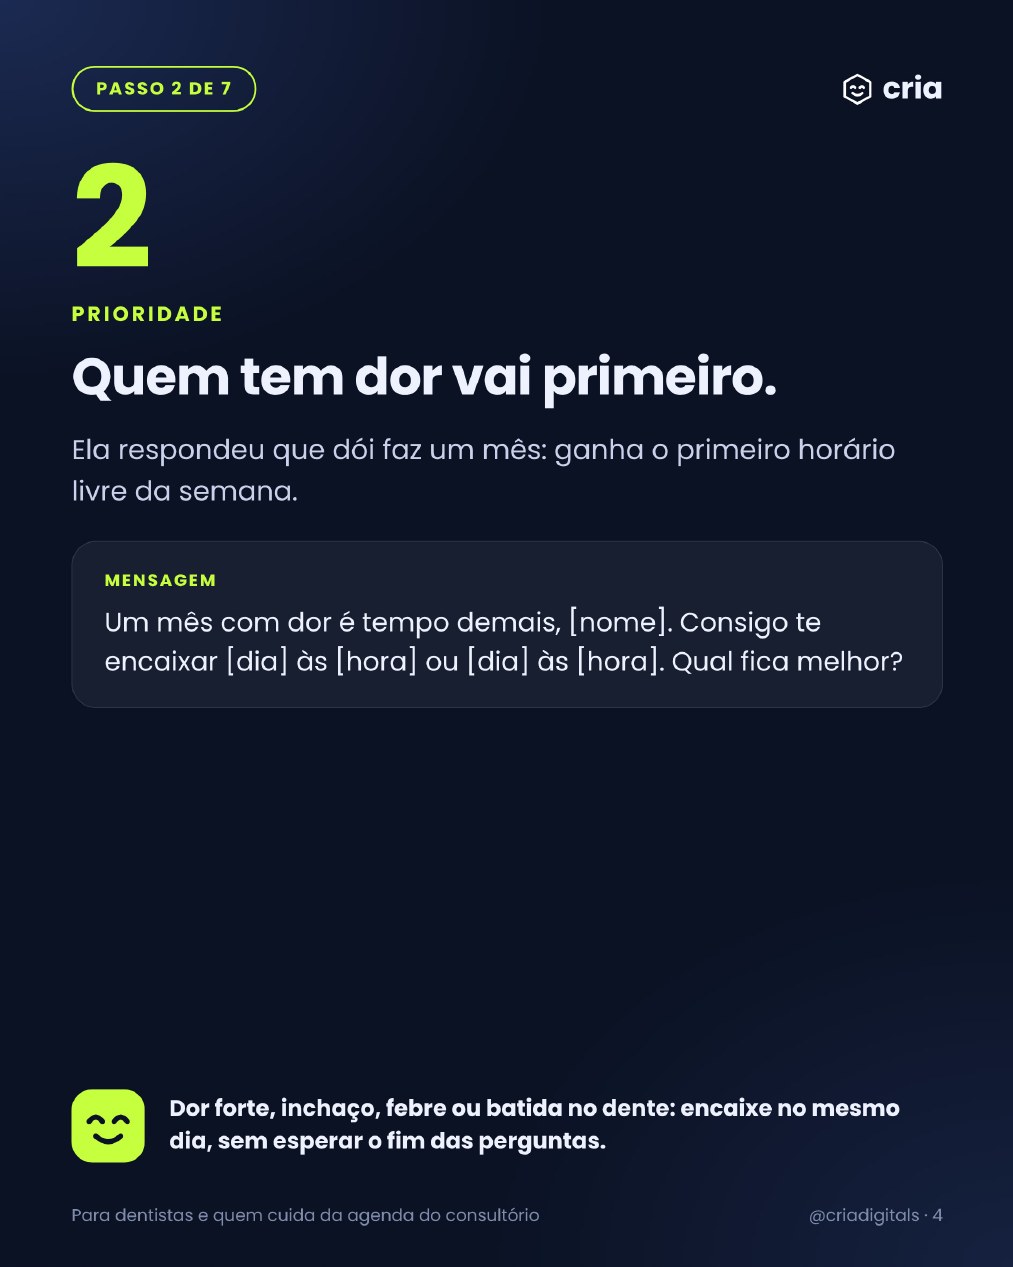 PASSO 2 DE 7
cria
2
PRIORIDADE
Quem tem dor vai primeiro.
Ela respondeu que dói faz um mês: ganha o primeiro horário
livre da semana.
MENSAGEM
Um mês com dor é tempo demais, [nome]. Consigo te
encaixar [dia] às [hora] ou [dia] às [hora]. Qual fica melhor?
Dor forte, inchaço, febre ou batida no dente: encaixe no mesmo
dia, sem esperar o fim das perguntas.
Para dentistas e quem cuida da agenda do consultório
@criadigitals · 4